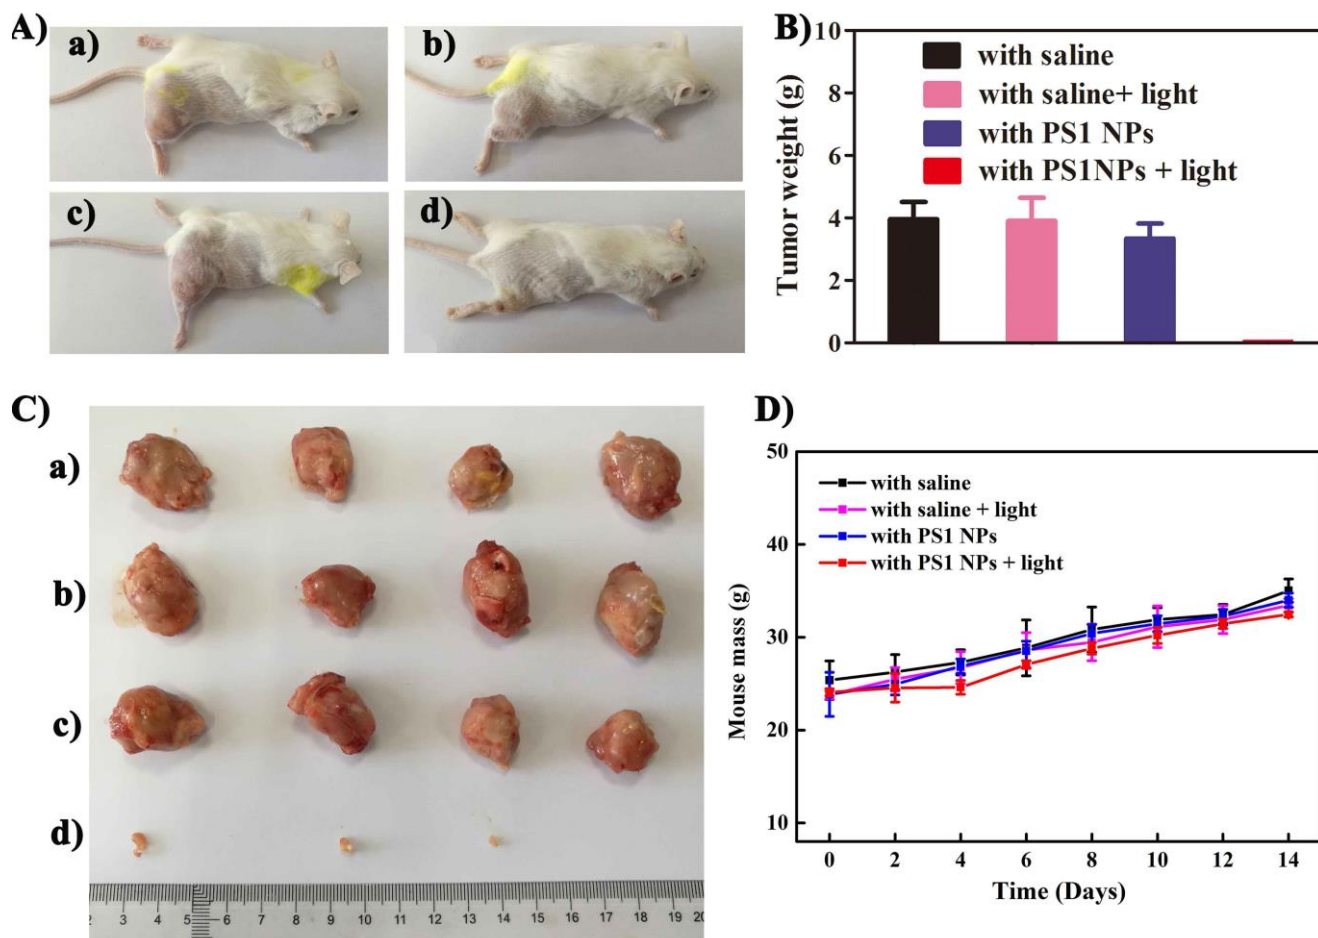 A)
a)
b)
c)
d)
B)
10
8
6
4
2
0
Tumor weight (g)
with saline
with saline+ light
with PS1 NPs
with PS1NPs + light
C)
a)
b)
c)
d)
2 3 4 5 6 7 8 9 10 11 12 13 14 15 16 17 18 19 20
D)
50
40
30
20
10
Mouse mass (g)
with saline
with saline + light
with PS1 NPs
with PS1 NPs + light
0 2 4 6 8 10 12 14
Time (Days)